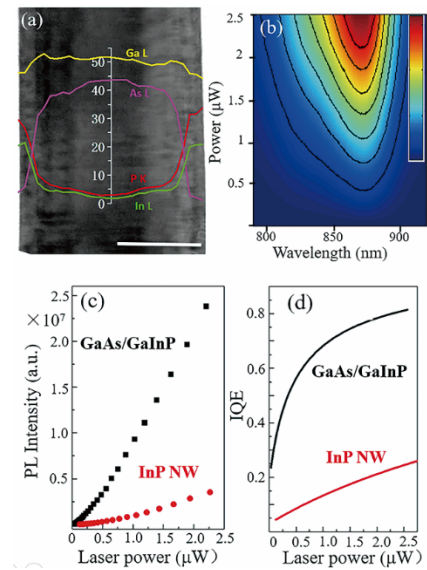 (a)
Ga L
As L
P K
In L
50
40
30
20
10
0
(b)
Power (μW)
2.5
2
1.5
1
0.5
800
850
900
Wavelength (nm)
(c)
PL Intensity (a.u.)
×10⁷
2.5
2.0
1.5
1.0
0.5
GaAs/GaInP
InP NW
0
0.5
1.0
1.5
2.0
2.5
Laser power (μW)
(d)
IQE
0.8
0.6
0.4
0.2
GaAs/GaInP
InP NW
0
0.5
1.0
1.5
2.0
2.5
Laser power (μW)